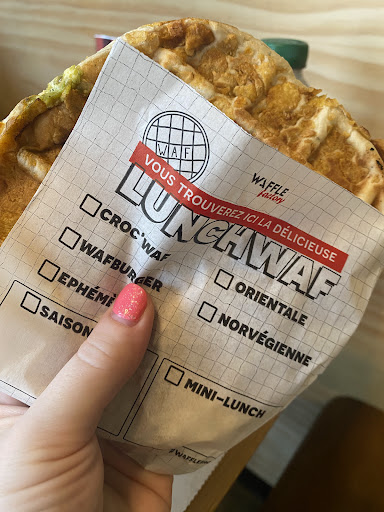 WAF
WAFFLE
factory
VOUS TROUVEREZ ICI LA DÉLICIEUSE
LUNCHWAF
CROC'WAF
WAFBURGER
ORIENTALE
NORVÉGIENNE
MINI-LUNCH